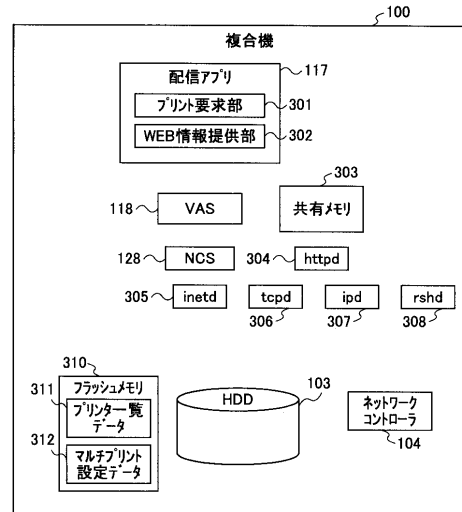 100
複合機
配信アプリ
117
プリント要求部
301
WEB情報提供部
302
303
118
VAS
共有メモリ
128
NCS
304
httpd
305
inetd
tcpd
ipd
rshd
306
307
308
310
311
フラッシュメモリ
プリンター覧
データ
312
マルチプリント
設定データ
HDD
103
ネットワーク
コントローラ
104